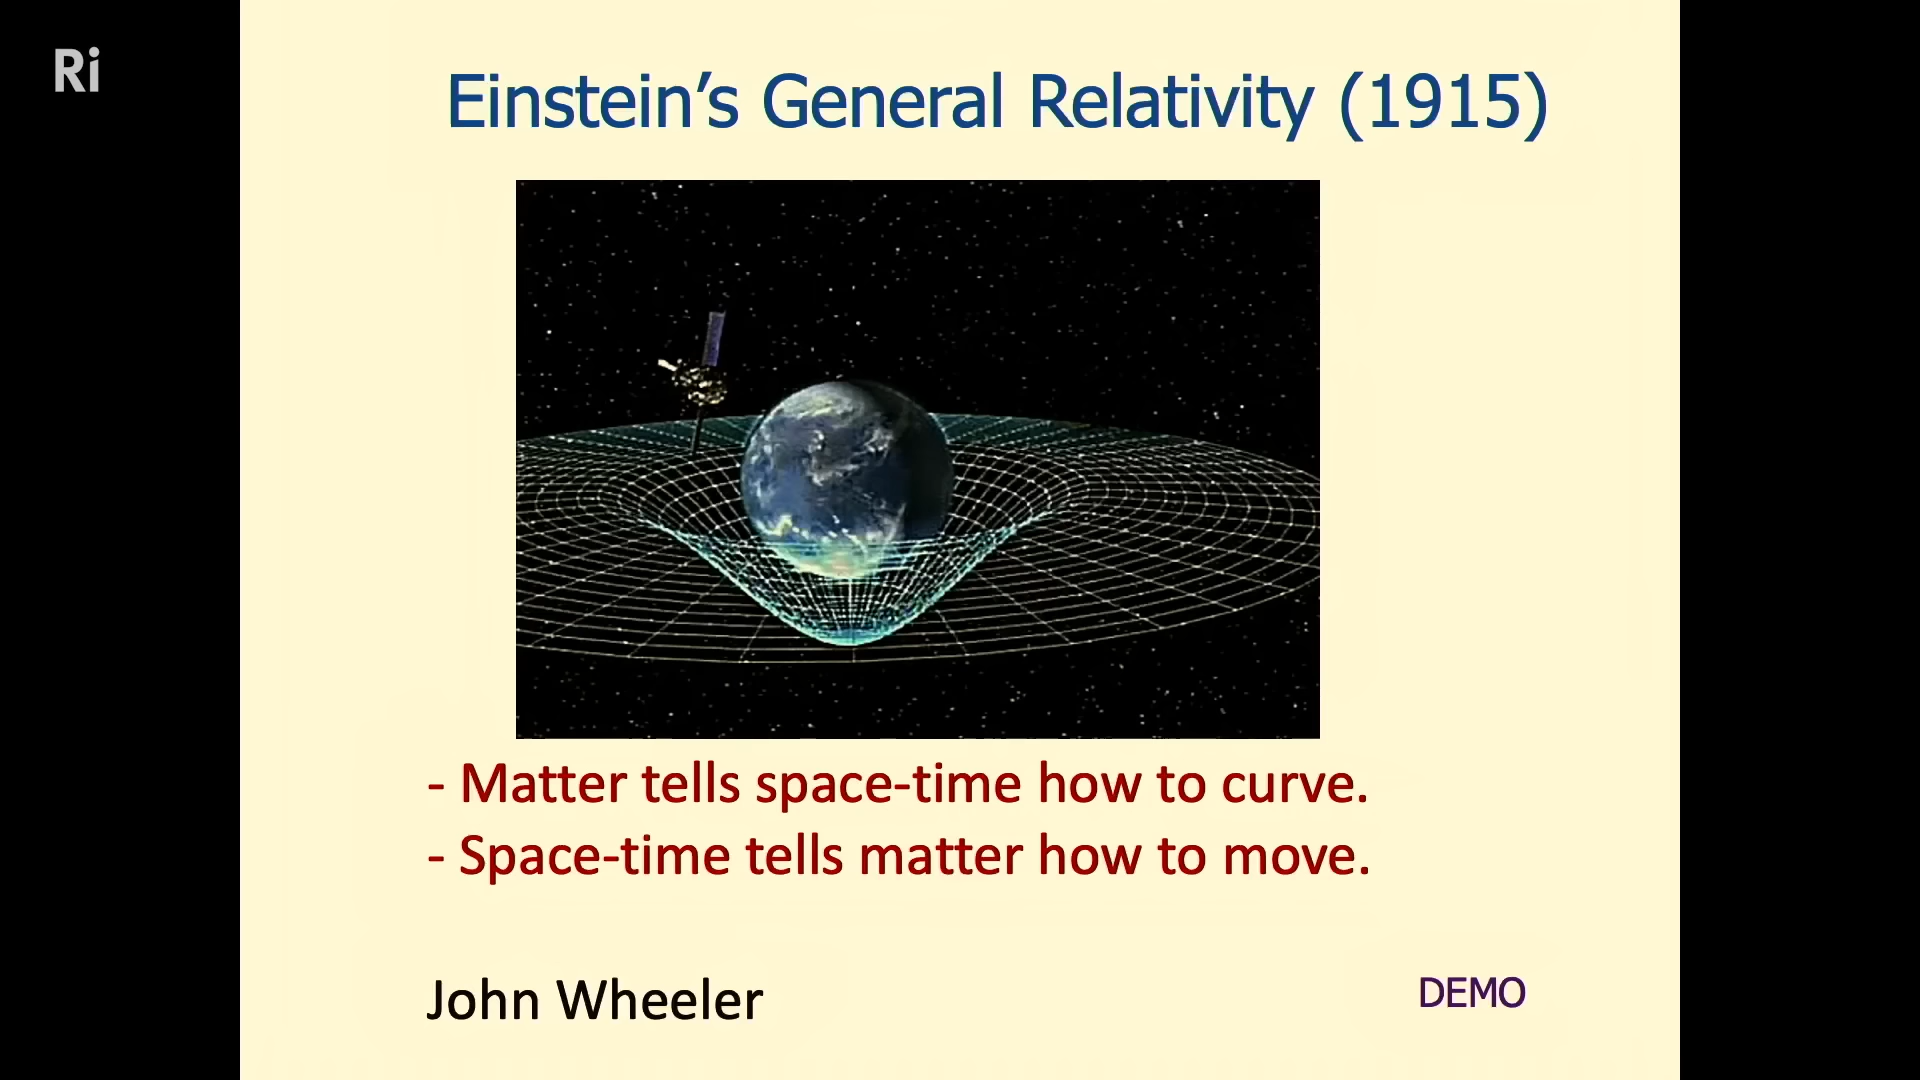 Ri
Einstein’s General Relativity (1915)
- Matter tells space-time how to curve.
- Space-time tells matter how to move.
John Wheeler
DEMO